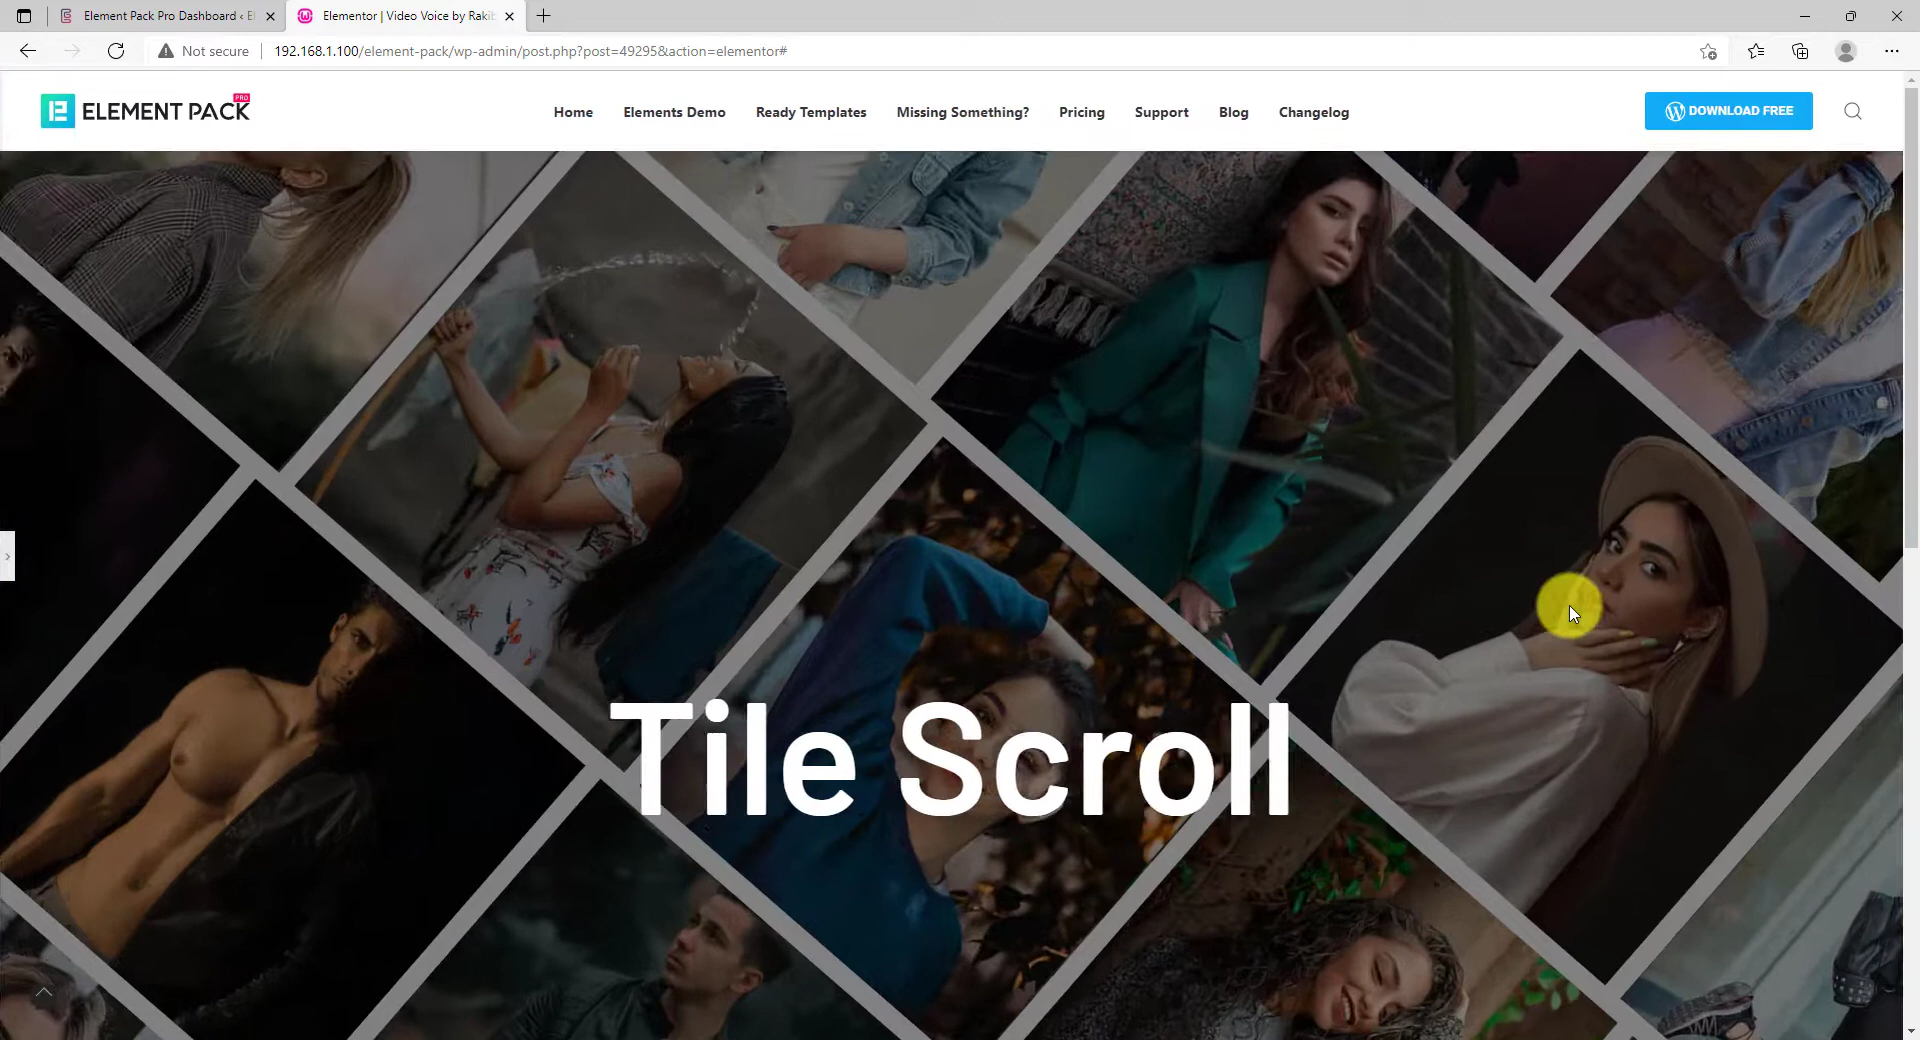 Element Pack Pro Dashboard ‹ El
Elementor | Video Voice by Rakib
Not secure
192.168.1.100/element-pack/wp-admin/post.php?post=49295&action=elementor#
ELEMENT PACK
PRO
Home
Elements Demo
Ready Templates
Missing Something?
Pricing
Support
Blog
Changelog
DOWNLOAD FREE
Tile Scroll